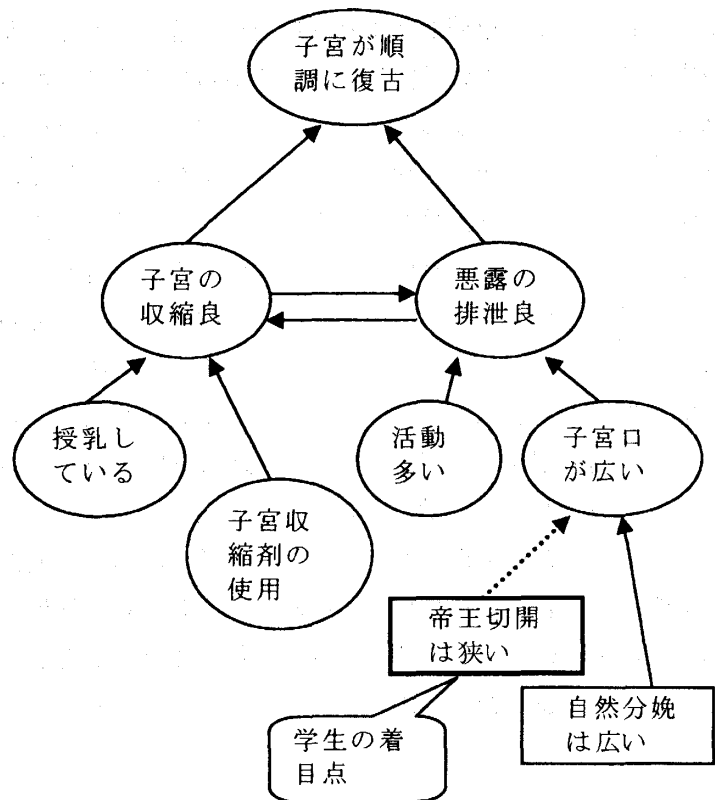 子宮が順
調に復古
子宮の
収縮良
悪露の
排泄良
授乳し
ている
子宮収
縮剤の
使用
活動
多い
子宮口
が広い
帝王切開
は狭い
自然分娩
は広い
学生の着
目点